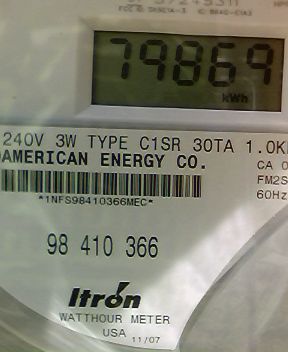 79869
kWh
240V 3W TYPE C1SR 30TA 1.0K
AMERICAN ENERGY CO.
CA 0
FM2S
60Hz
*1NFS98410366MEC*
98 410 366
Itron
WATTHOUR METER
USA 11/07